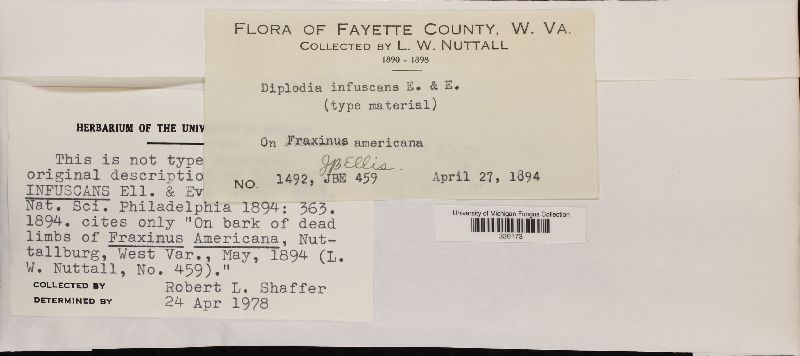 FLORA OF FAYETTE COUNTY, W. VA.
COLLECTED BY L. W. NUTTALL
1890 - 1898
Diplodia infuscans E. & E.
(type material)
On Fraxinus americana
JBEllis.
NO. 1492, JBE 459 April 27, 1894
HERBARIUM OF THE UNIV
This is not type
original descriptio
INFUSCANS Ell. & Ev
Nat. Sci. Philadelphia 1894: 363.
1894. cites only "On bark of dead
limbs of Fraxinus Americana, Nut-
tallburg, West Var., May, 1894 (L.
W. Nuttall, No. 459)."
COLLECTED BY Robert L. Shaffer
DETERMINED BY 24 Apr 1978
University of Michigan Fungus Collection